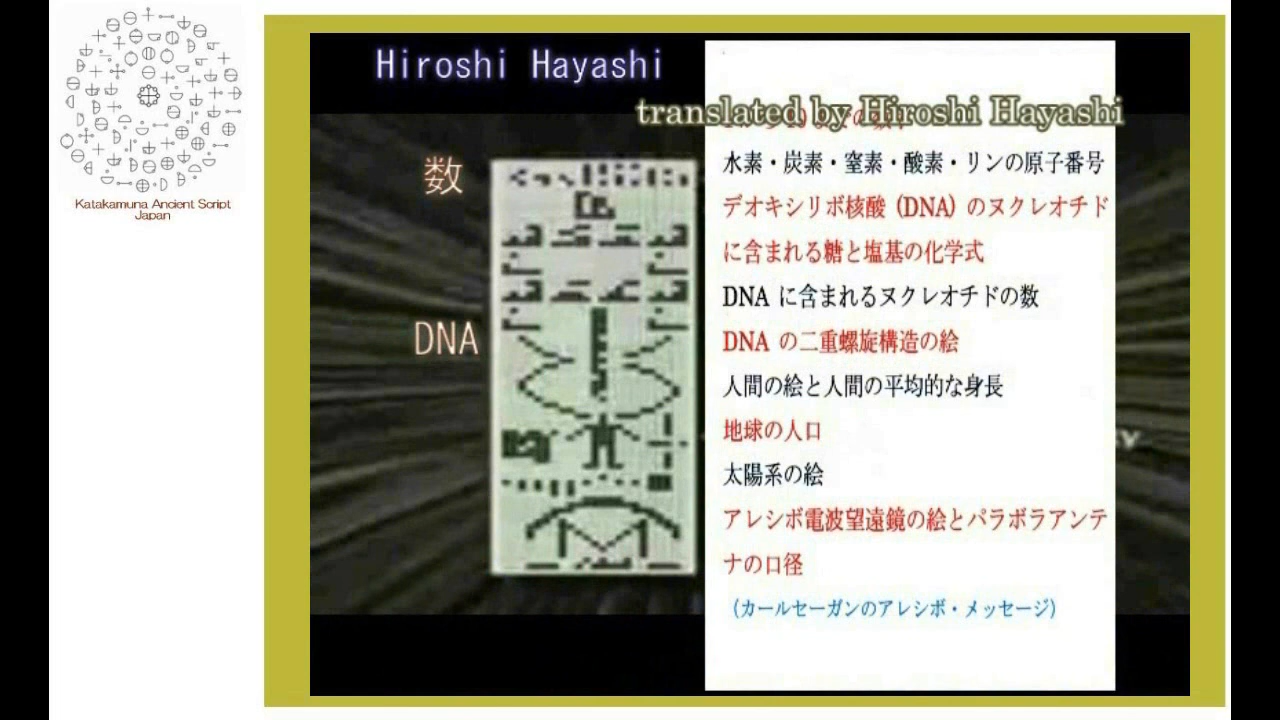 Katakamuna Ancient Script
Japan
Hiroshi Hayashi
translated by Hiroshi Hayashi
数
DNA
水素・炭素・窒素・酸素・リンの原子番号
デオキシリボ核酸 (DNA) のヌクレオチド
に含まれる糖と塩基の化学式
DNA に含まれるヌクレオチドの数
DNA の二重螺旋構造の絵
人間の絵と人間の平均的な身長
地球の人口
太陽系の絵
アレシボ電波望遠鏡の絵とパラボラアンテ
ナの口径
（カールセーガンのアレシボ・メッセージ）